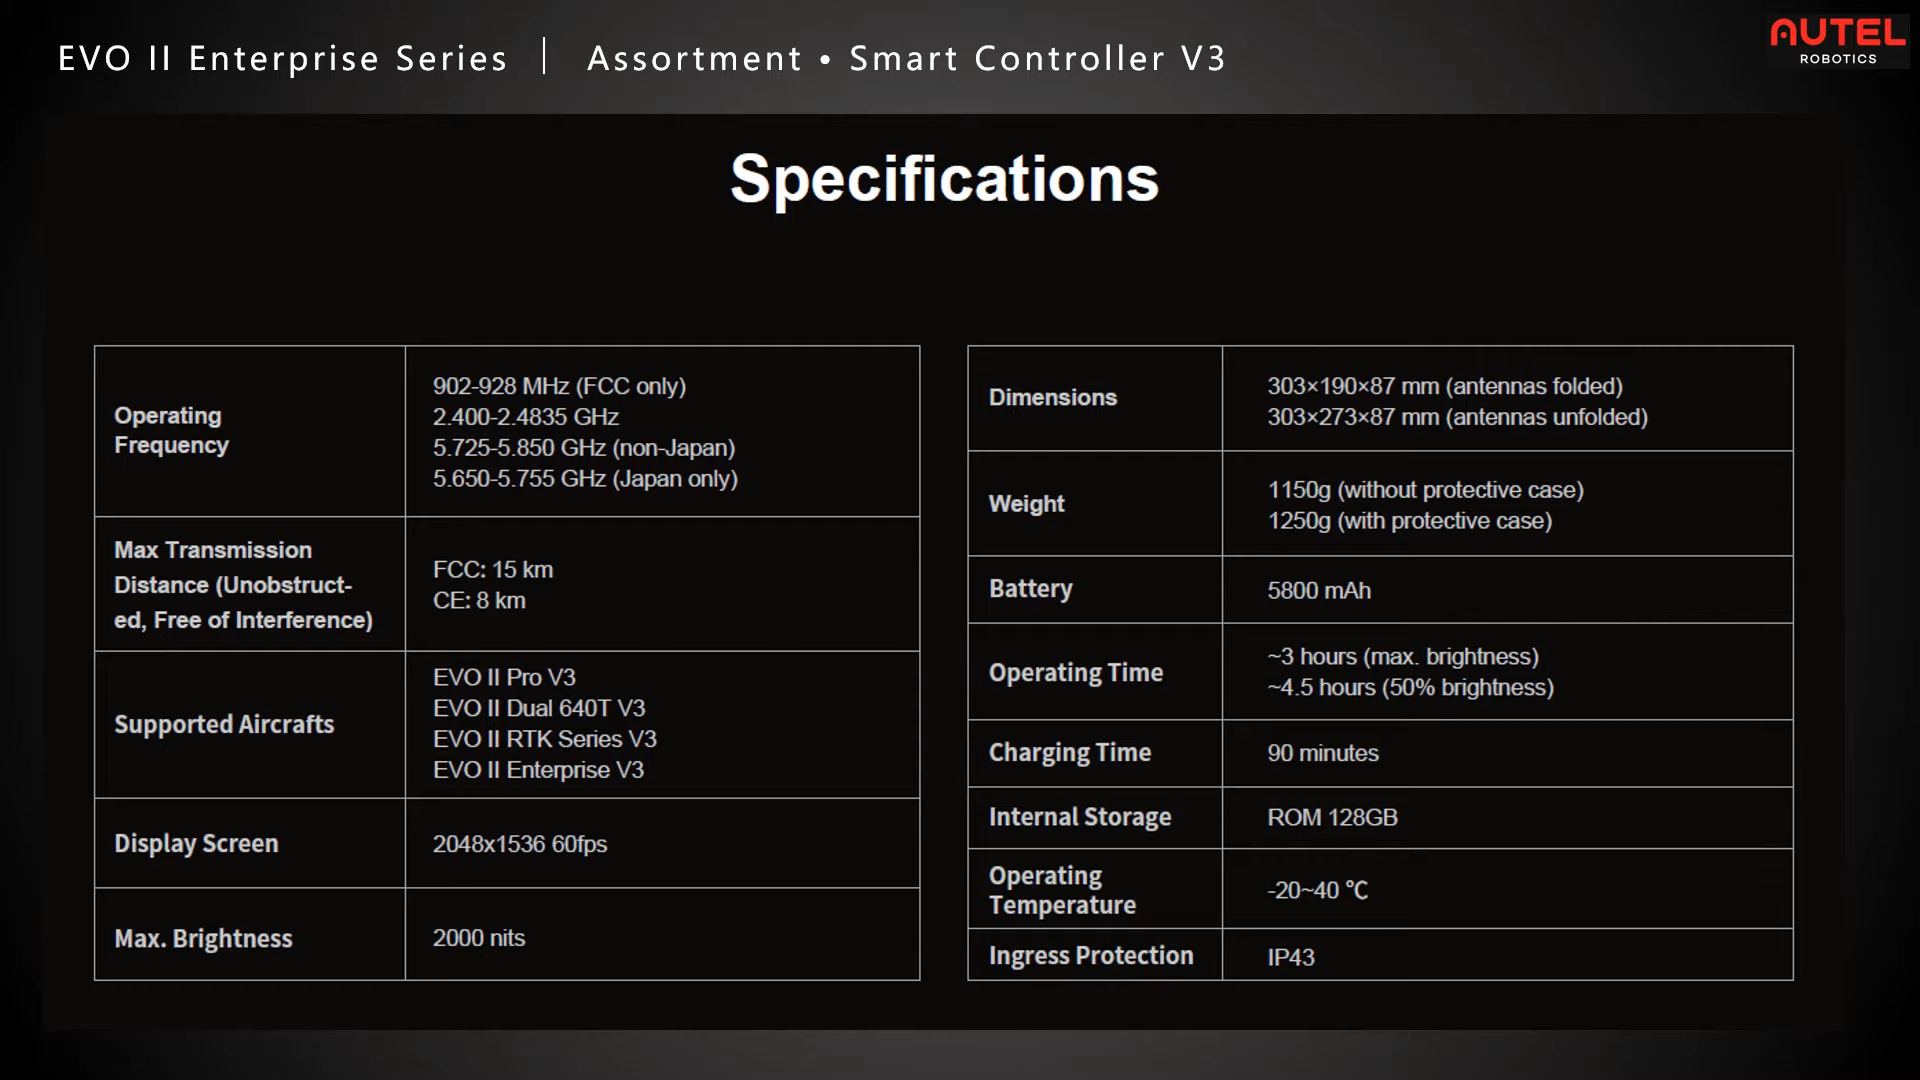 EVO II Enterprise Series | Assortment • Smart Controller V3
AUTEL
ROBOTICS
Specifications
Operating
Frequency
902-928 MHz (FCC only)
2.400-2.4835 GHz
5.725-5.850 GHz (non-Japan)
5.650-5.755 GHz (Japan only)
Max Transmission
Distance (Unobstruct-
ed, Free of Interference)
FCC: 15 km
CE: 8 km
Supported Aircrafts
EVO II Pro V3
EVO II Dual 640T V3
EVO II RTK Series V3
EVO II Enterprise V3
Display Screen
2048x1536 60fps
Max. Brightness
2000 nits
Dimensions
303×190×87 mm (antennas folded)
303×273×87 mm (antennas unfolded)
Weight
1150g (without protective case)
1250g (with protective case)
Battery
5800 mAh
Operating Time
~3 hours (max. brightness)
~4.5 hours (50% brightness)
Charging Time
90 minutes
Internal Storage
ROM 128GB
Operating
Temperature
-20~40 ℃
Ingress Protection
IP43